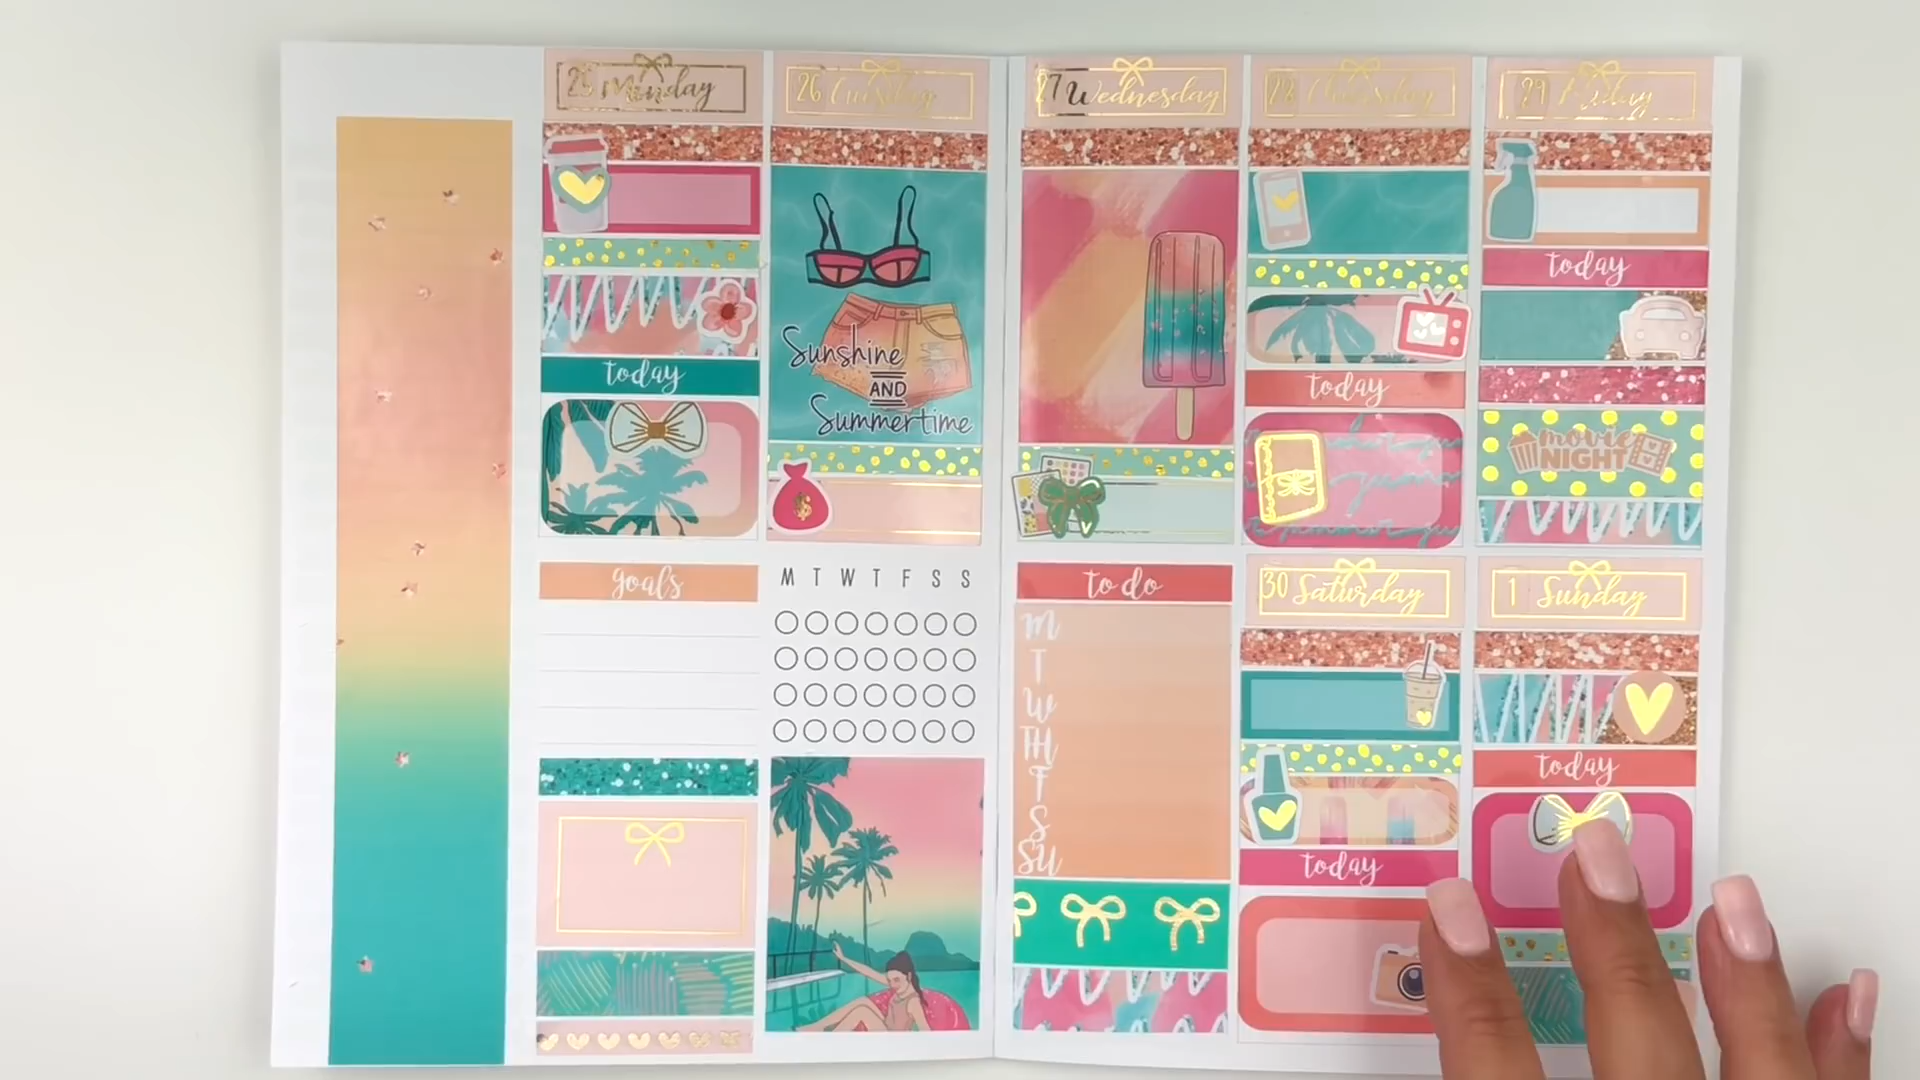 25 Monday
26 Tuesday
27 Wednesday
28 Thursday
29 Friday
today
Sunshine
AND
Summertime
today
today
movie
NIGHT
$
goals
M T W T F S S
to do
M
T
W
TH
F
S
SU
30 Saturday
1 Sunday
today
today